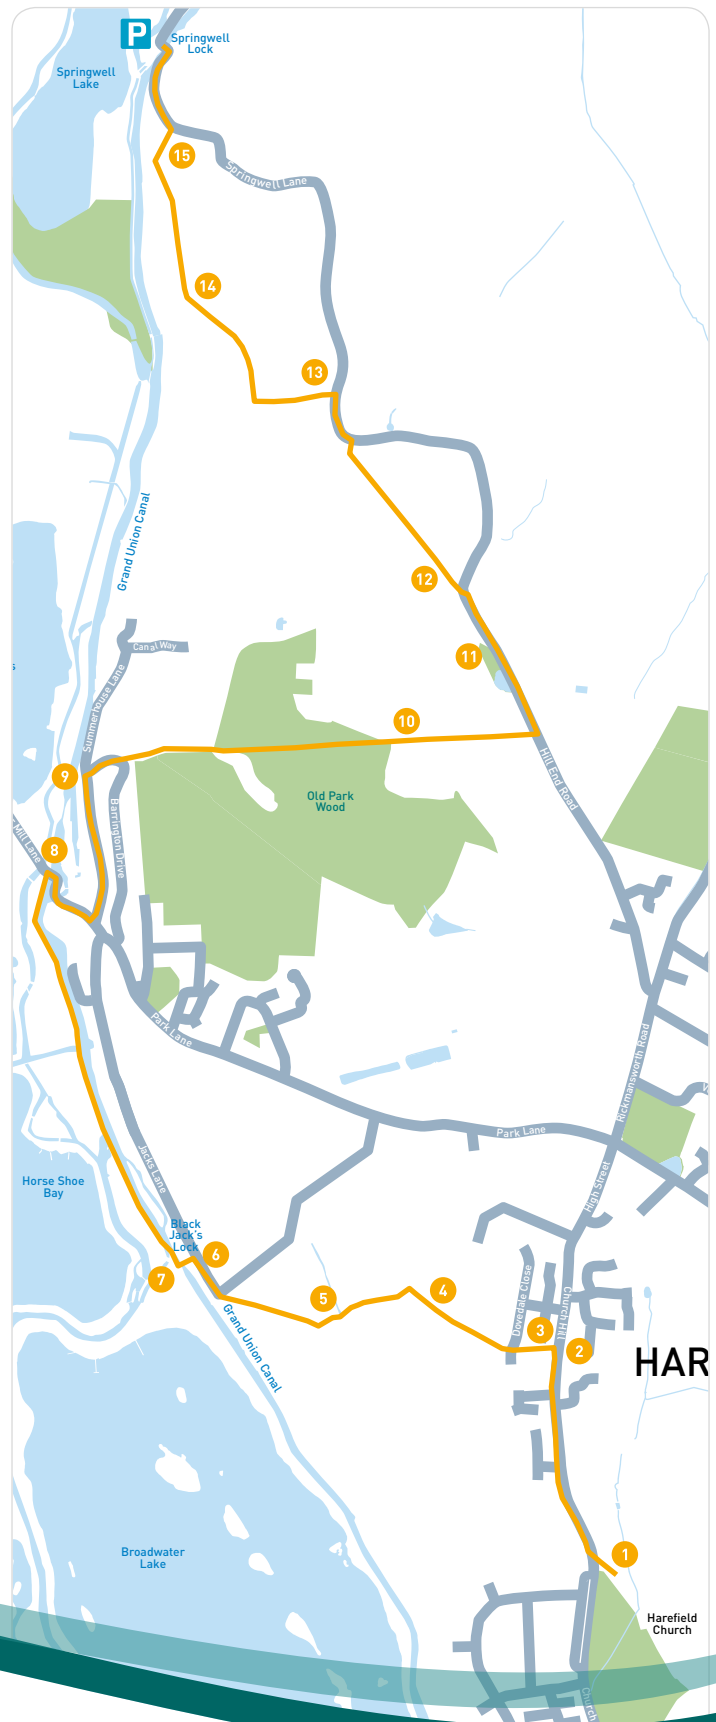 P
Springwell
Lock
Springwell
Lake
15
Springwell Lane
14
13
Grand Union Canal
12
s
Canal Way
11
Summerhouse Lane
10
9
Hill End Road
Old Park
Wood
Barrington Drive
Mill Lane
8
Park Lane
Rickmansworth Road
Park Lane
Jacks Lane
High Street
Horse Shoe
Bay
Black
Jack's
Lock
6
7
Dovedale Close
Church Hill
4
5
Grand Union Canal
3
2
HAR
1
Broadwater
Lake
Harefield
Church
Church